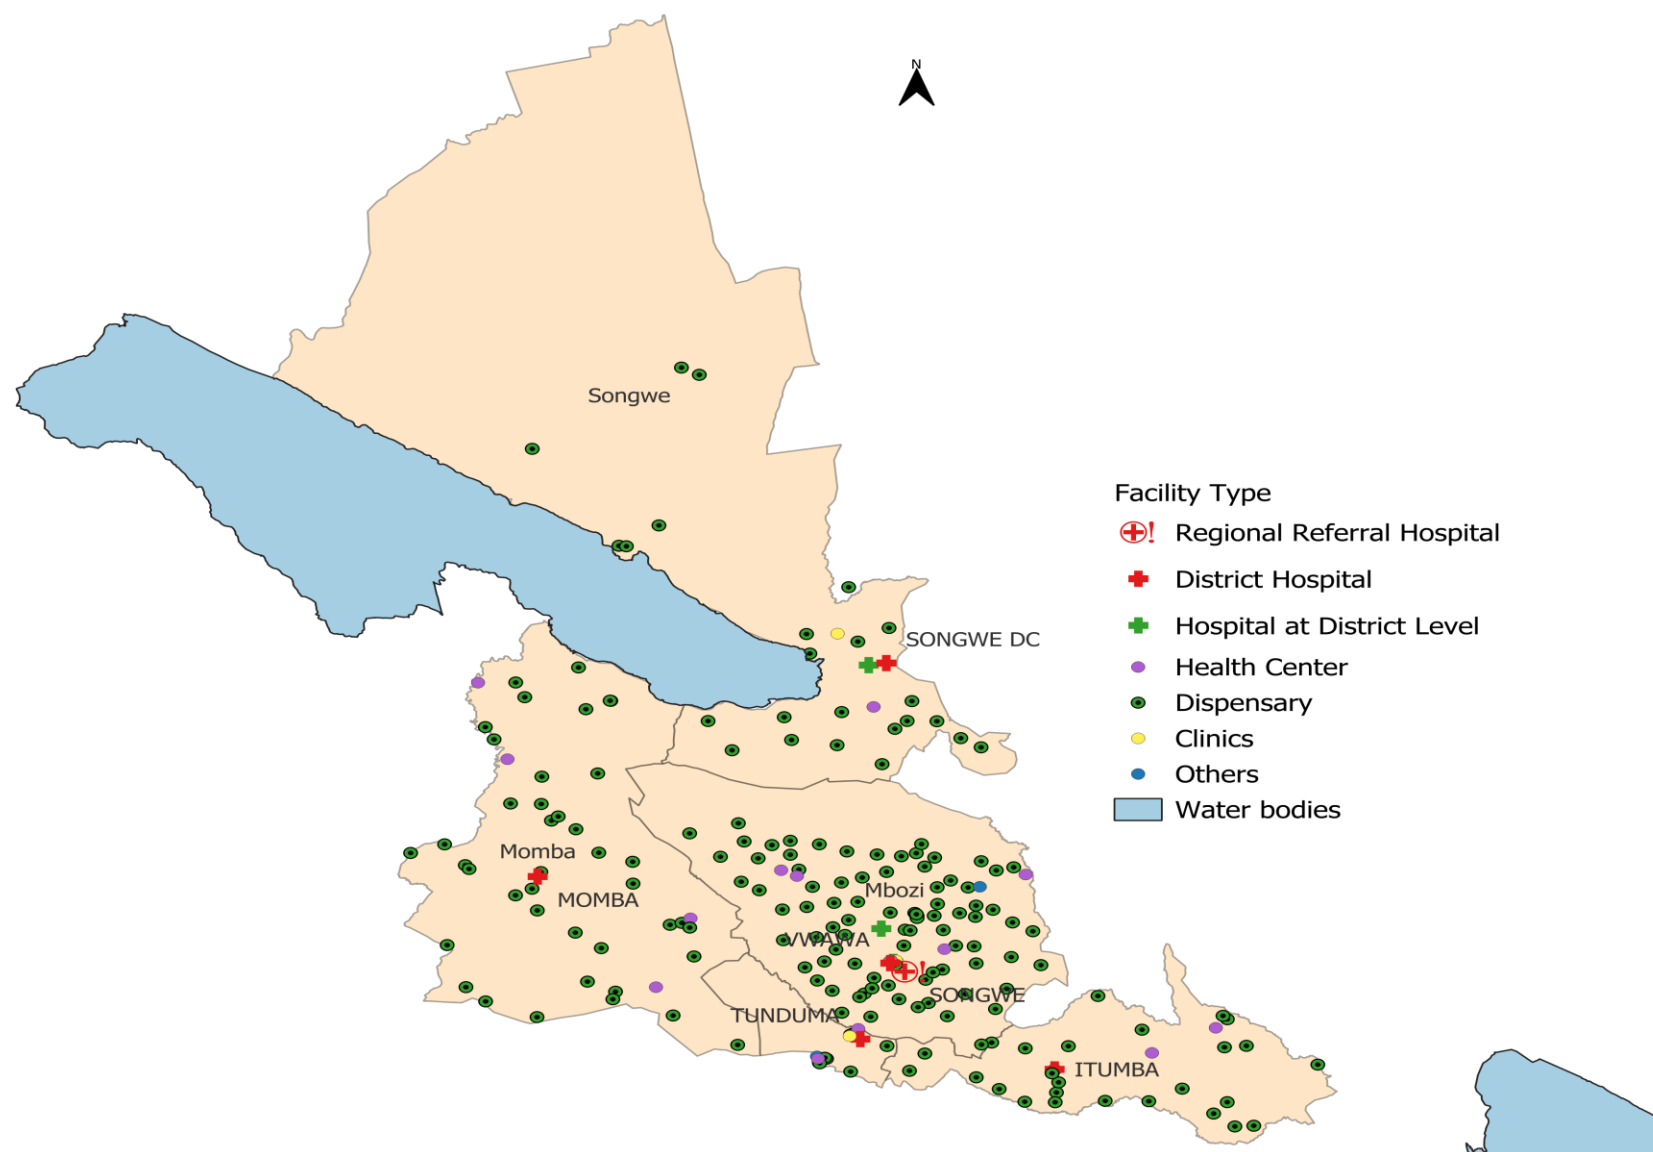 N
Songwe
Facility Type
Regional Referral Hospital
District Hospital
Hospital at District Level
Health Center
Dispensary
Clinics
Others
Water bodies
SONGWE DC
Momba
MOMBA
Mbozi
VWAWA
SONGWE
TUNDUMA
ITUMBA